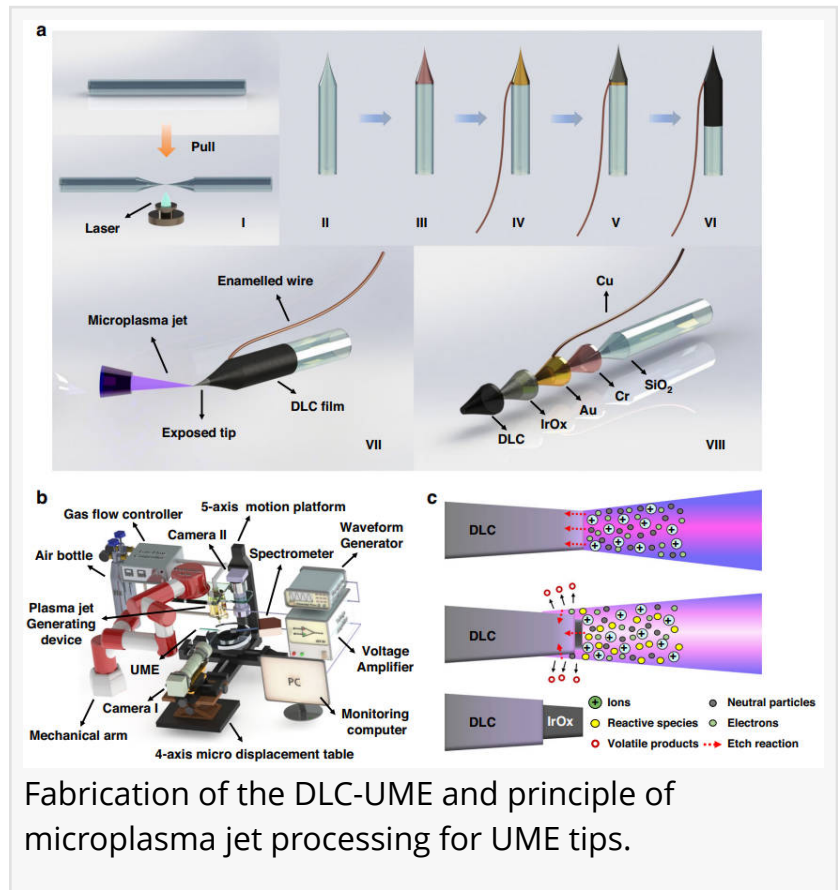 a
Pull
Laser
I
II
III
IV
V
VI
Enamelled wire
Microplasma jet
DLC film
Exposed tip
VII
Cu
SiO₂
Cr
Au
IrOx
DLC
VIII
b
5-axis motion platform
Gas flow controller
Camera II
Waveform
Generator
Spectrometer
Air bottle
Plasma jet
Generating
device
Voltage
Amplifier
UME
PC
Camera I
Monitoring
computer
Mechanical arm
4-axis micro displacement table
c
DLC
DLC
DLC
IrOx
Ions
Neutral particles
Reactive species
Electrons
Volatile products
Etch reaction
Fabrication of the DLC-UME and principle of
microplasma jet processing for UME tips.